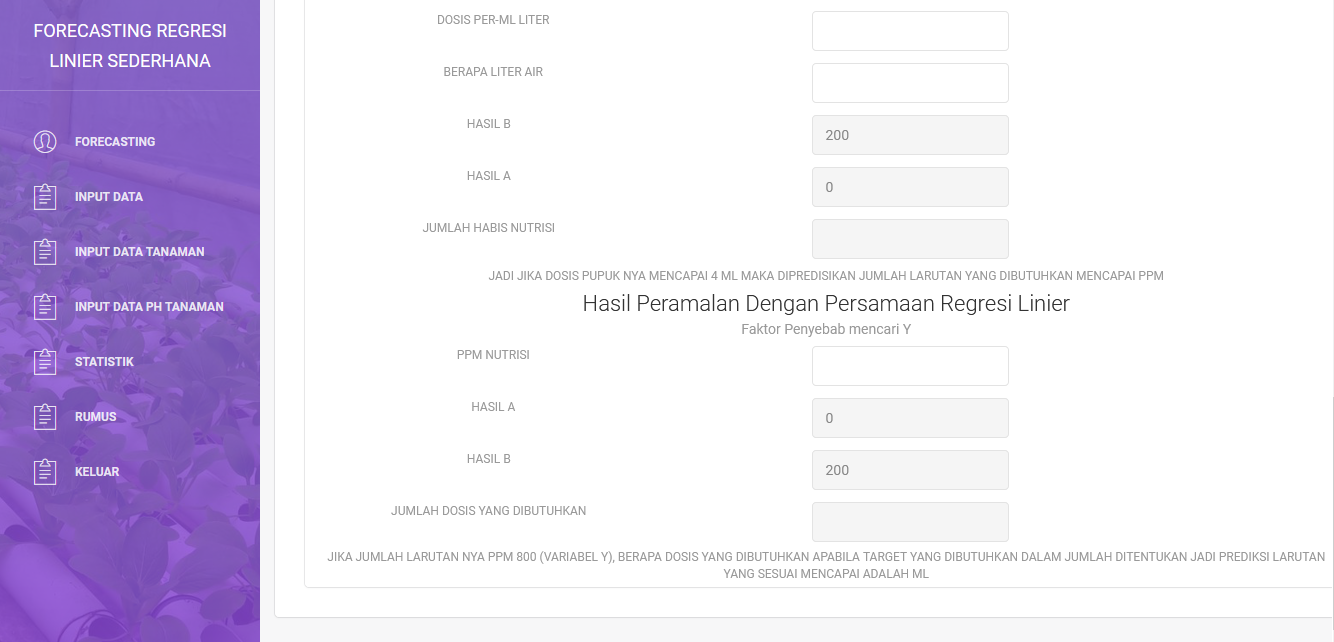 FORECASTING REGRESI
LINIER SEDERHANA
FORECASTING
INPUT DATA
INPUT DATA TANAMAN
INPUT DATA PH TANAMAN
STATISTIK
RUMUS
KELUAR
DOSIS PER-ML LITER
BERAPA LITER AIR
HASIL B
200
HASIL A
0
JUMLAH HABIS NUTRISI
JADI JIKA DOSIS PUPUK NYA MENCAPAI 4 ML MAKA DIPREDISIKAN JUMLAH LARUTAN YANG DIBUTUHKAN MENCAPAI PPM
Hasil Peramalan Dengan Persamaan Regresi Linier
Faktor Penyebab mencari Y
PPM NUTRISI
HASIL A
0
HASIL B
200
JUMLAH DOSIS YANG DIBUTUHKAN
JIKA JUMLAH LARUTAN NYA PPM 800 (VARIABEL Y), BERAPA DOSIS YANG DIBUTUHKAN APABILA TARGET YANG DIBUTUHKAN DALAM JUMLAH DITENTUKAN JADI PREDIKSI LARUTAN
YANG SESUAI MENCAPAI ADALAH ML